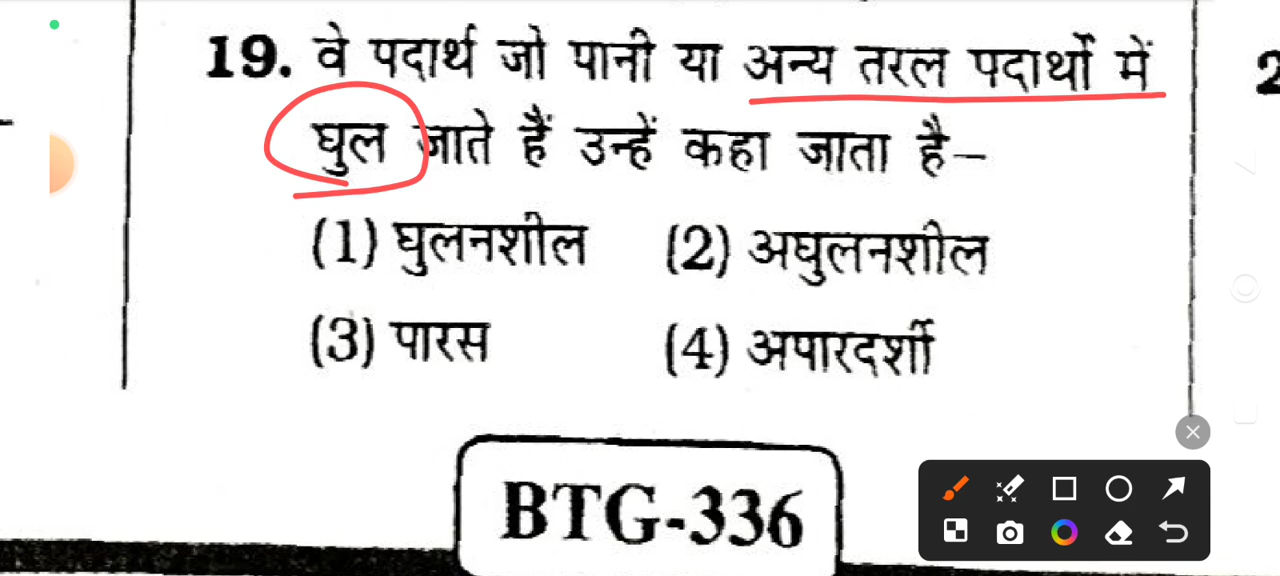 19. वे पदार्थ जो पानी या अन्य तरल पदार्थो में
घुल जाते हैं उन्हें कहा जाता है–
(1) घुलनशील (2) अघुलनशील
(3) पारस (4) अपारदर्शी
BTG-336
2